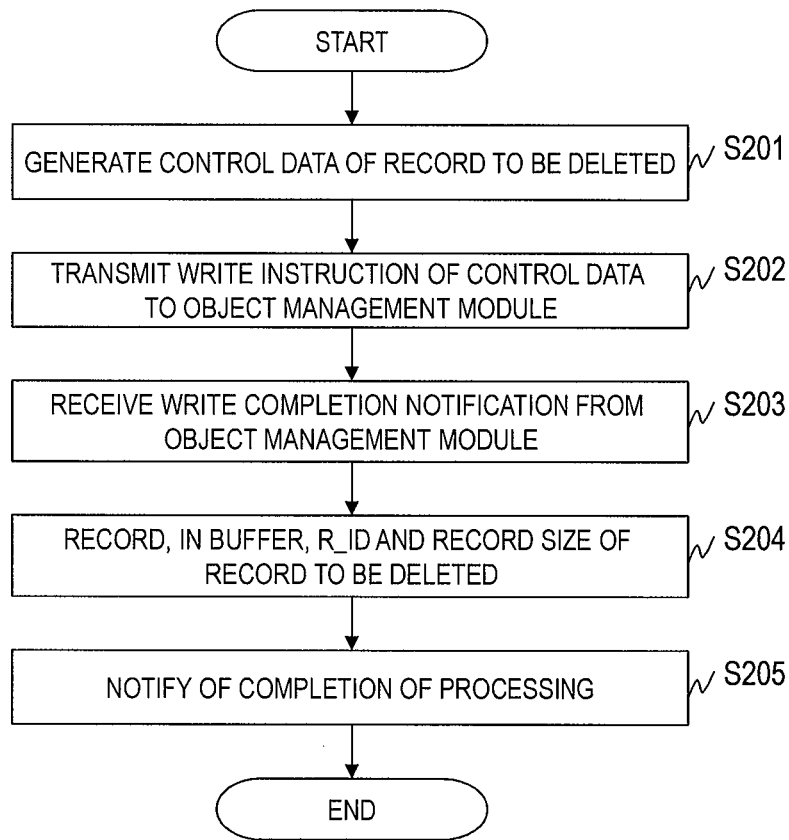 START
GENERATE CONTROL DATA OF RECORD TO BE DELETED
S201
TRANSMIT WRITE INSTRUCTION OF CONTROL DATA
TO OBJECT MANAGEMENT MODULE
S202
RECEIVE WRITE COMPLETION NOTIFICATION FROM
OBJECT MANAGEMENT MODULE
S203
RECORD, IN BUFFER, R_ID AND RECORD SIZE OF
RECORD TO BE DELETED
S204
NOTIFY OF COMPLETION OF PROCESSING
S205
END